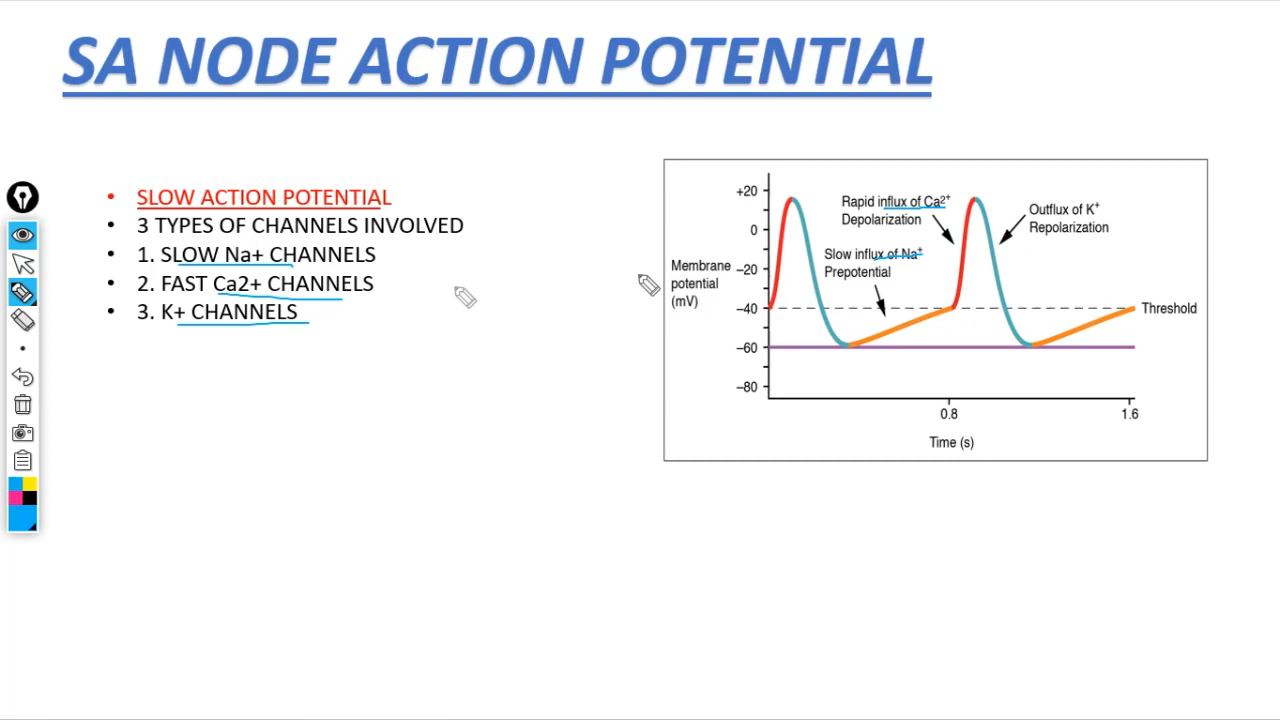 SA NODE ACTION POTENTIAL
• SLOW ACTION POTENTIAL
• 3 TYPES OF CHANNELS INVOLVED
• 1. SLOW Na+ CHANNELS
• 2. FAST Ca2+ CHANNELS
• 3. K+ CHANNELS
Membrane
potential
(mV)
+20
0
−20
−40
−60
−80
Rapid influx of Ca²⁺
Depolarization
Slow influx of Na⁺
Prepotential
Outflux of K⁺
Repolarization
Threshold
0.8
1.6
Time (s)